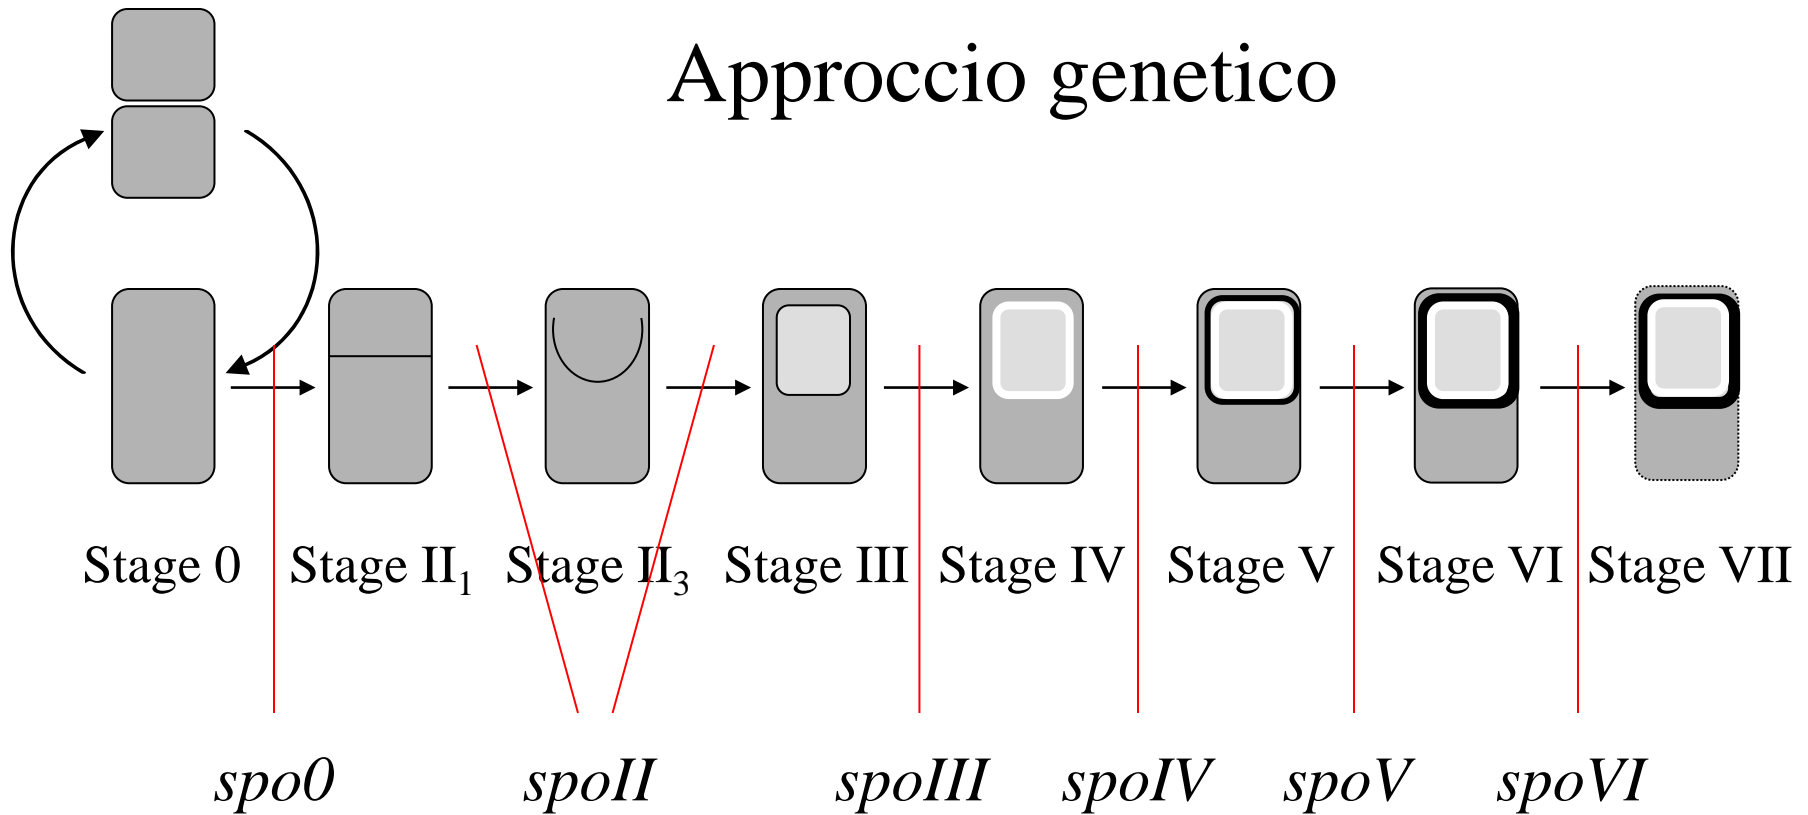 Approccio genetico
Stage 0 Stage II₁ Stage II₃ Stage III Stage IV Stage V Stage VI Stage VII
spo0 spoII spoIII spoIV spoV spoVI